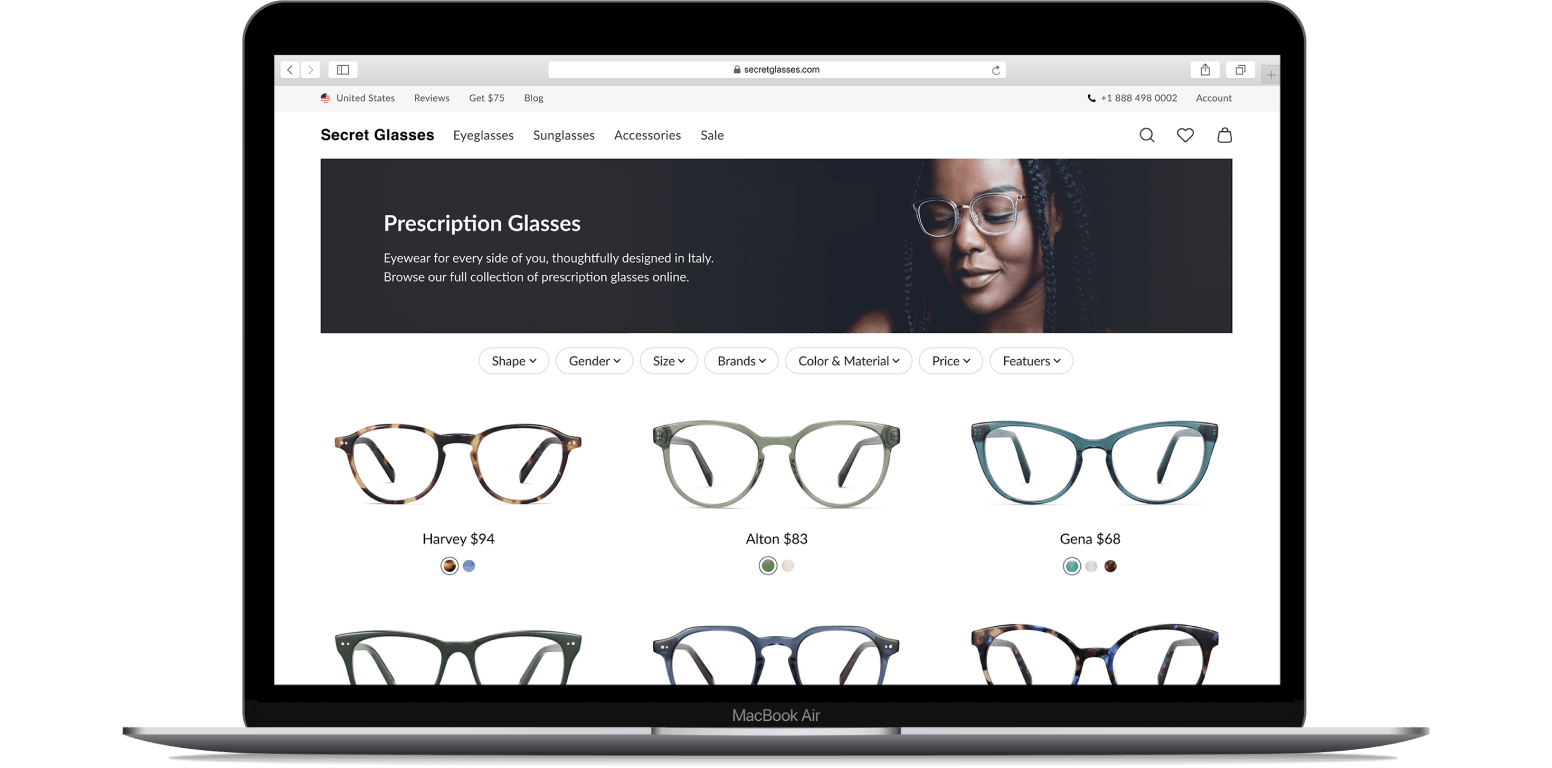 secretglasses.com
United States Reviews Get $75 Blog +1 888 498 0002 Account
Secret Glasses Eyeglasses Sunglasses Accessories Sale
Prescription Glasses
Eyewear for every side of you, thoughtfully designed in Italy.
Browse our full collection of prescription glasses online.
Shape Gender Size Brands Color & Material Price Featuers
Harvey $94 Alton $83 Gena $68
MacBook Air